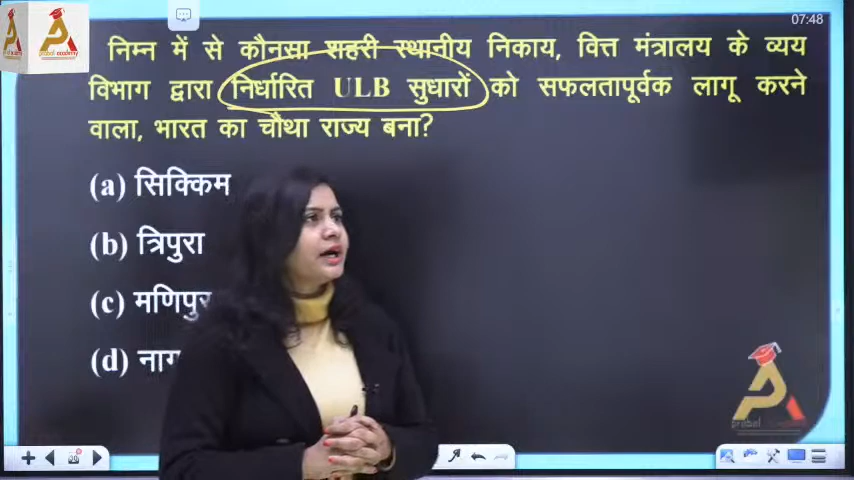 07:48
निम्न में से कौनसा शहरी स्थानीय निकाय, वित्त मंत्रालय के व्यय
विभाग द्वारा निर्धारित ULB सुधारों को सफलतापूर्वक लागू करने
वाला, भारत का चौथा राज्य बना?
(a) सिक्किम
(b) त्रिपुरा
(c) मणिपुर
(d) नाग